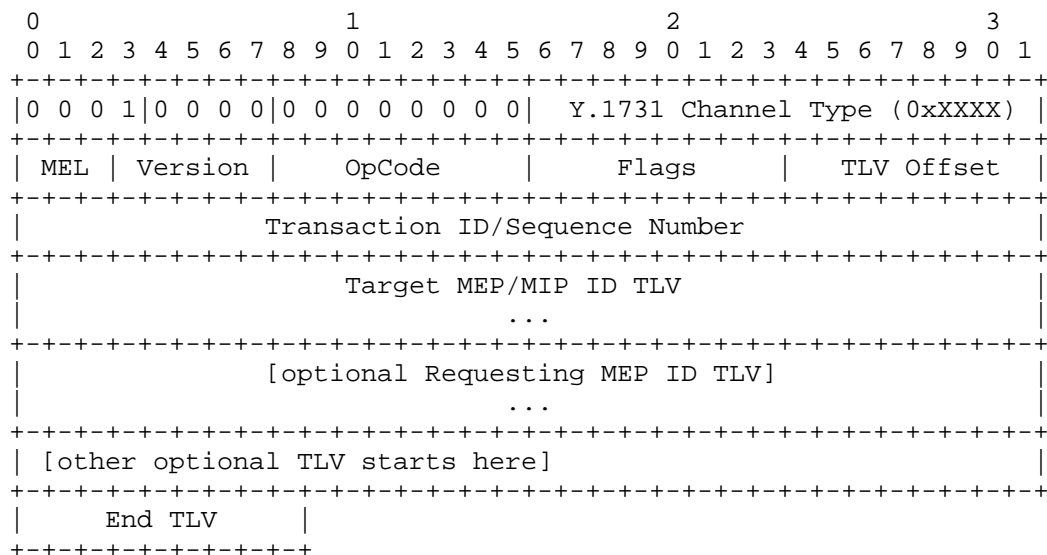 0                   1                   2                   3
 0 1 2 3 4 5 6 7 8 9 0 1 2 3 4 5 6 7 8 9 0 1 2 3 4 5 6 7 8 9 0 1
+-+-+-+-+-+-+-+-+-+-+-+-+-+-+-+-+-+-+-+-+-+-+-+-+-+-+-+-+-+-+-+-+
|0 0 0 1|0 0 0 0|0 0 0 0 0 0 0 0|  Y.1731 Channel Type (0xXXXX) |
+-+-+-+-+-+-+-+-+-+-+-+-+-+-+-+-+-+-+-+-+-+-+-+-+-+-+-+-+-+-+-+-+
| MEL | Version |    OpCode     |     Flags     |  TLV Offset   |
+-+-+-+-+-+-+-+-+-+-+-+-+-+-+-+-+-+-+-+-+-+-+-+-+-+-+-+-+-+-+-+-+
|               Transaction ID/Sequence Number                  |
+-+-+-+-+-+-+-+-+-+-+-+-+-+-+-+-+-+-+-+-+-+-+-+-+-+-+-+-+-+-+-+-+
|                    Target MEP/MIP ID TLV                      |
|                              ...                              |
+-+-+-+-+-+-+-+-+-+-+-+-+-+-+-+-+-+-+-+-+-+-+-+-+-+-+-+-+-+-+-+-+
|               [optional Requesting MEP ID TLV]                |
|                              ...                              |
+-+-+-+-+-+-+-+-+-+-+-+-+-+-+-+-+-+-+-+-+-+-+-+-+-+-+-+-+-+-+-+-+
| [other optional TLV starts here]                              |
+-+-+-+-+-+-+-+-+-+-+-+-+-+-+-+-+-+-+-+-+-+-+-+-+-+-+-+-+-+-+-+-+
|     End TLV     |
+-+-+-+-+-+-+-+-+-+